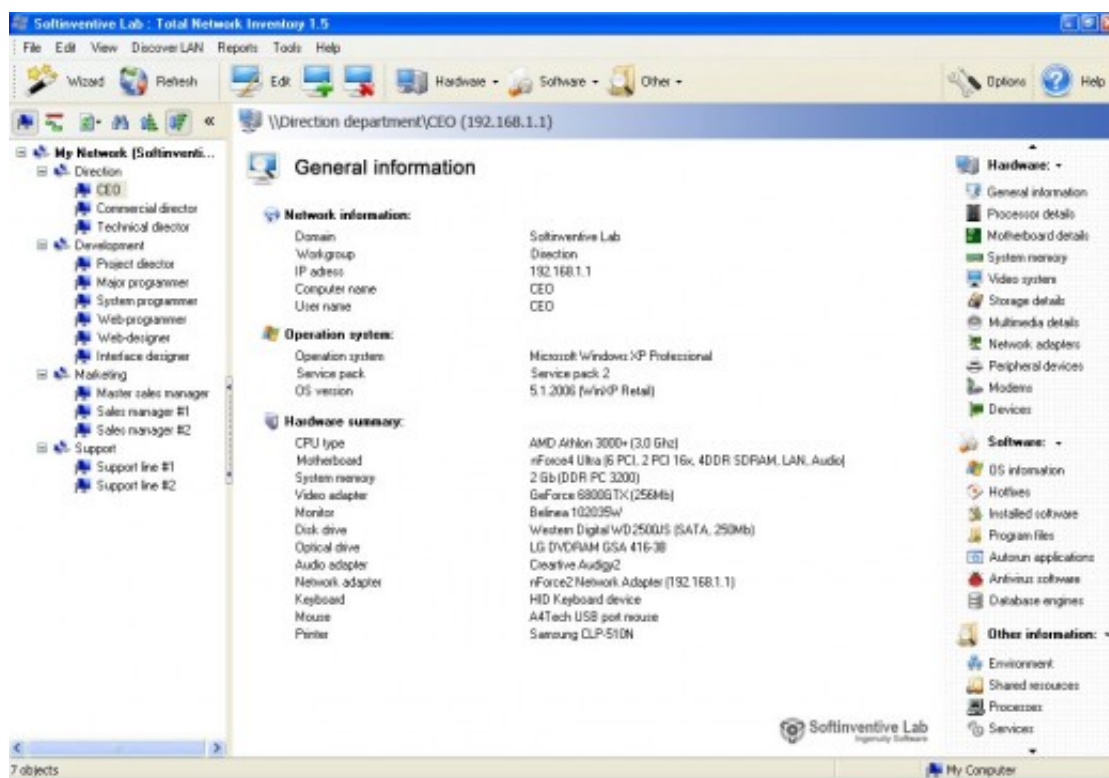 Softinventive Lab : Total Network Inventory 1.5
File Edit View Discover LAN Reports Tools Help
Wizard Refresh Edit Hardware Software Other Options Help
\\Direction department\CEO (192.168.1.1)
My Network (Softinventi...
Direction
CEO
Commercial director
Technical director
Development
Project director
Major programmer
System programmer
Web-programmer
Web-designer
Interface designer
Marketing
Master sales manager
Sales manager #1
Sales manager #2
Support
Support line #1
Support line #2
General information
Network information:
Domain Softinventive Lab
Workgroup Direction
IP adress 192.168.1.1
Computer name CEO
User name CEO
Operation system:
Operation system Microsoft Windows XP Professional
Service pack Service pack 2
OS version 5.1.2006 (WinXP Retail)
Hardware summary:
CPU type AMD Athlon 3000+ (3,0 Ghz)
Motherboard nForce4 Ultra (6 PCI, 2 PCI 16x, 4DDR SDRAM, LAN, Audio)
System memory 2 Gb (DDR PC 3200)
Video adapter GeForce 6800GTX (256Mb)
Monitor Belinea 102035W
Disk drive Western Digital WD2500JS (SATA, 250Mb)
Optical drive LG DVDRAM GSA 416-3B
Audio adapter Creative Audigy2
Network adapter nForce2 Network Adapter (192.168.1.1)
Keyboard HID Keyboard device
Mouse A4Tech USB port mouse
Printer Samsung CLP-510N
Softinventive Lab
Ingenuity Software
Hardware:
General information
Processor details
Motherboard details
System memory
Video system
Storage details
Multimedia details
Network adapters
Peripheral devices
Modems
Devices
Software:
OS information
Hotfixes
Installed software
Program files
Autorun applications
Antivirus software
Database engines
Other information:
Environment
Shared resources
Processes
Services
7 objects
My Computer